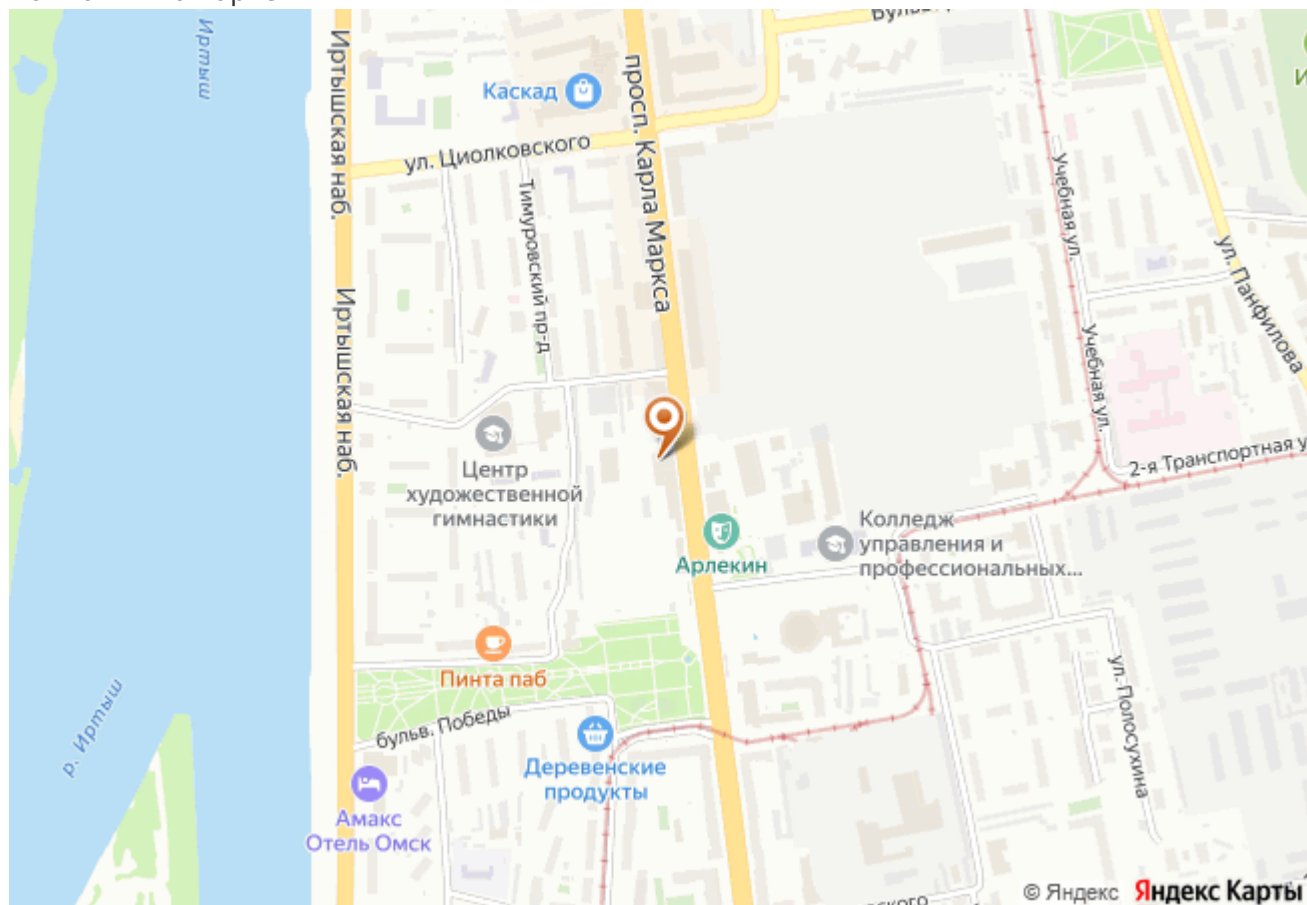 Иртыш
Иртышская наб.
Каскад
просп. Карла Маркса
ул. Циолковского
Тимуровский пр-д
Учебная ул.
ул. Панфилова
Иртышская наб.
Учебная ул.
2-я Транспортная у
Центр
художественной
гимнастики
Колледж
управления и
профессиональных...
Арлекин
Пинта паб
р. Иртыш
бульв. Победы
ул. Полосухина
Деревенские
продукты
Амакс
Отель Омск
© Яндекс Яндекс Карты